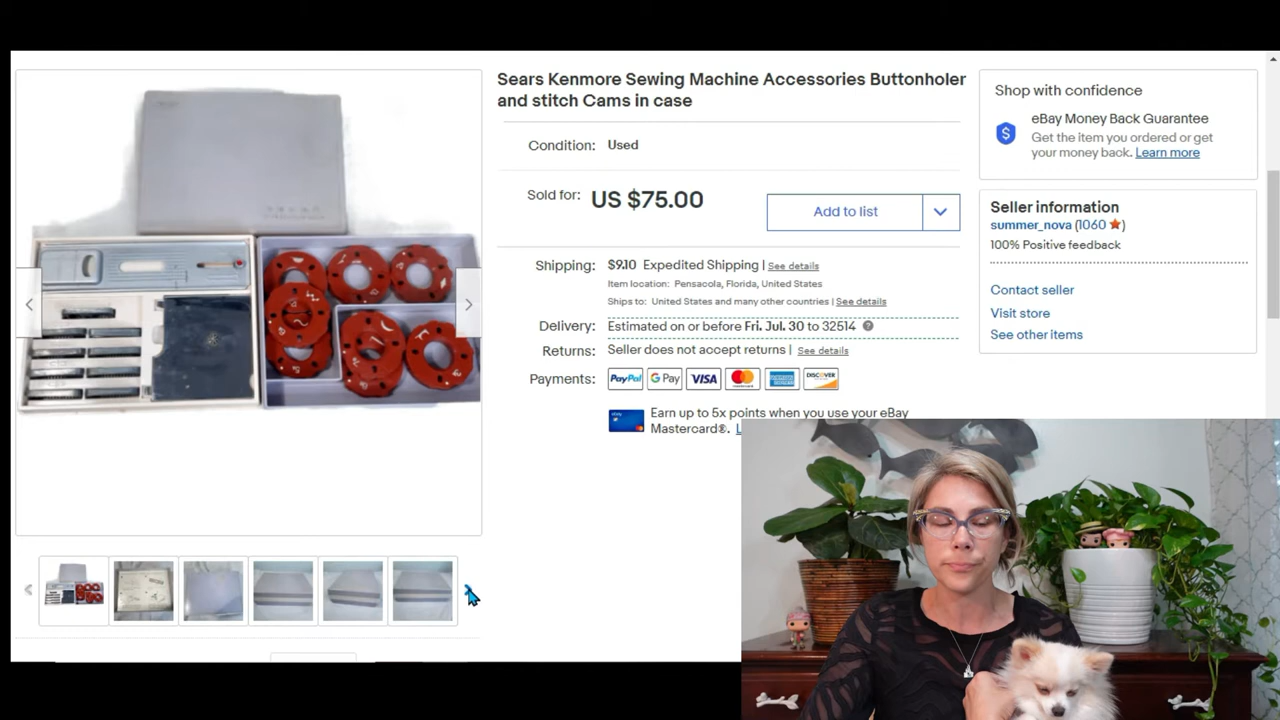 Sears Kenmore Sewing Machine Accessories Buttonholer
and stitch Cams in case
Condition: Used
Sold for: US $75.00
Add to list
Shipping: $9.10 Expedited Shipping | See details
Item location: Pensacola, Florida, United States
Ships to: United States and many other countries | See details
Delivery: Estimated on or before Fri. Jul. 30 to 32514
Returns: Seller does not accept returns | See details
Payments: PayPal G Pay VISA
Earn up to 5x points when you use your eBay
Mastercard®.
Shop with confidence
eBay Money Back Guarantee
Get the item you ordered or get
your money back. Learn more
Seller information
summer_nova (1060)
100% Positive feedback
Contact seller
Visit store
See other items